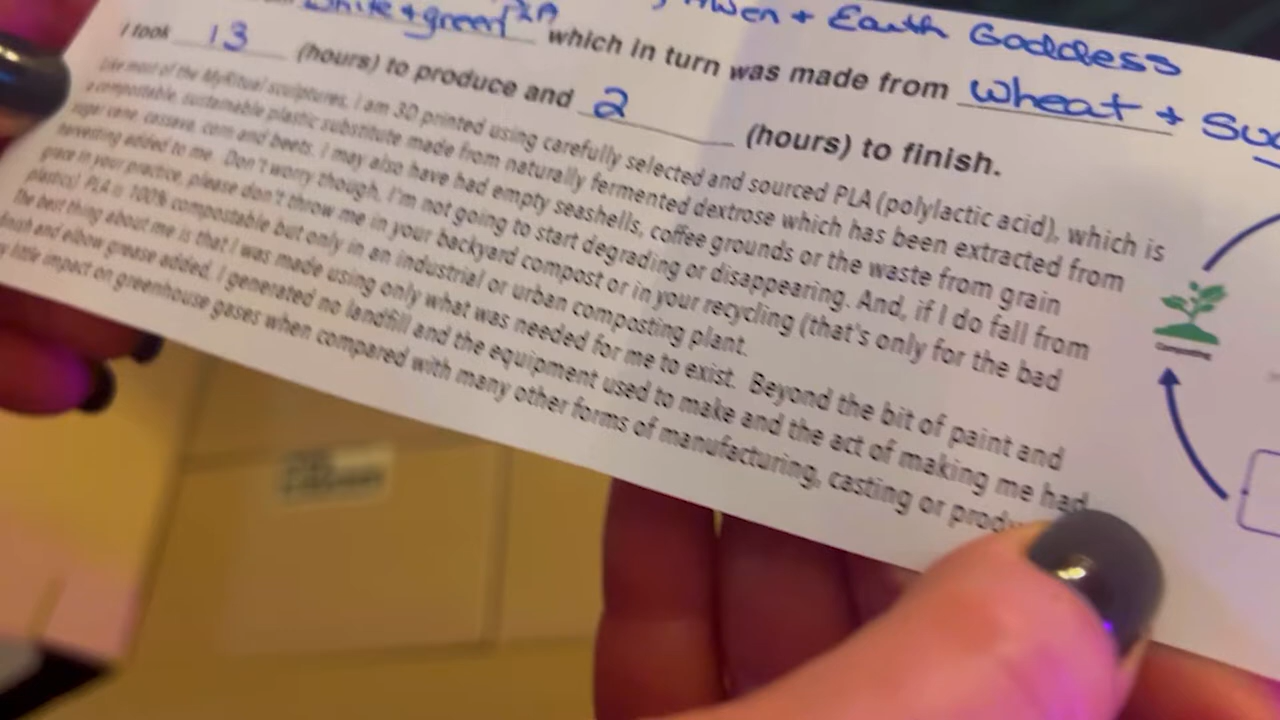 Awen + Earth Goddess
white + green PLA which in turn was made from wheat + Su
I took 13 (hours) to produce and 2 (hours) to finish.
Like most of the MyRitual sculptures, I am 3D printed using carefully selected and sourced PLA (polylactic acid), which is
a compostable, sustainable plastic substitute made from naturally fermented dextrose which has been extracted from
sugar cane, cassava, corn and beets. I may also have had empty seashells, coffee grounds or the waste from grain
harvesting added to me. Don't worry though, I'm not going to start degrading or disappearing. And, if I do fall from
grace in your practice, please don't throw me in your backyard compost or in your recycling (that's only for the bad
plastics). PLA is 100% compostable but only in an industrial or urban composting plant.
The best thing about me is that I was made using only what was needed for me to exist. Beyond the bit of paint and
and elbow grease added, I generated no landfill and the equipment used to make and the act of making me had
little impact on greenhouse gases when compared with many other forms of manufacturing, casting or